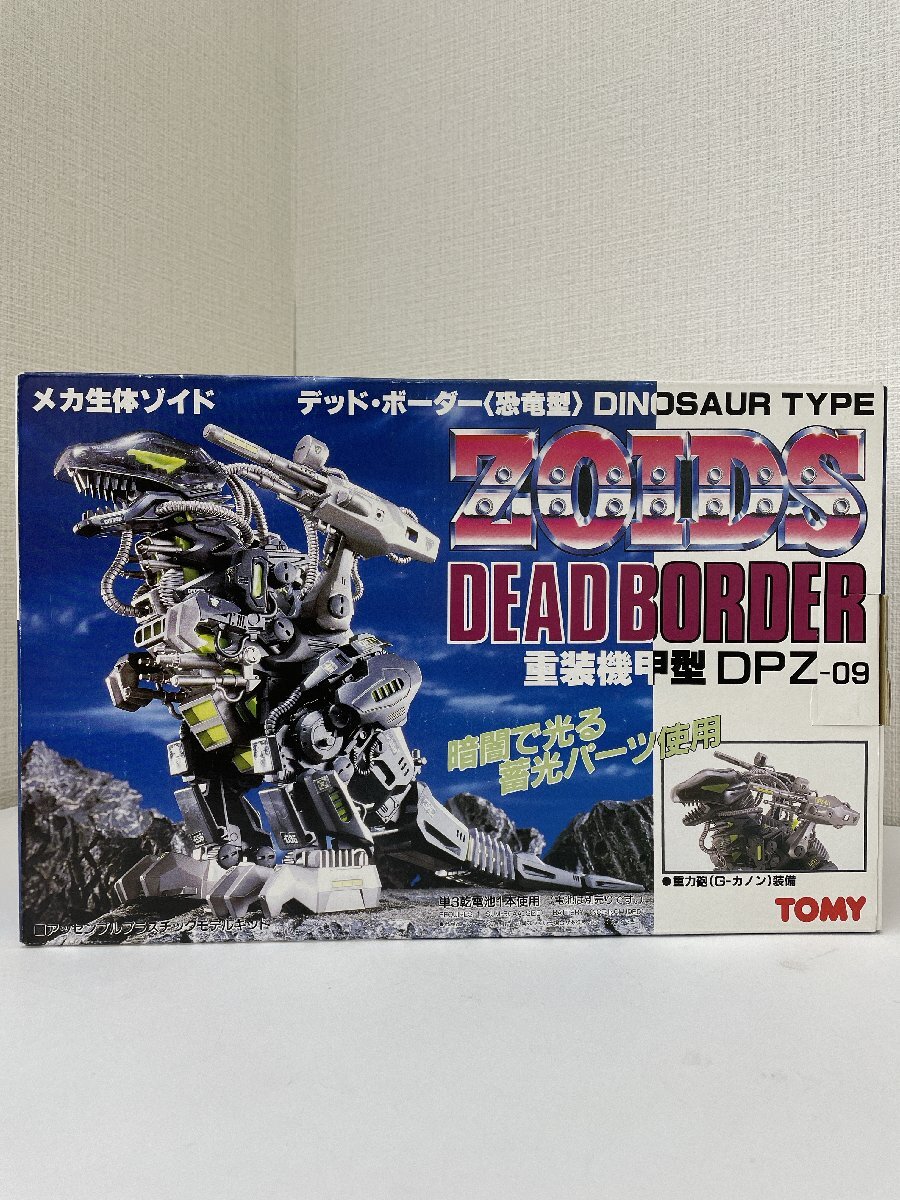 メカ生体ゾイド
デッド・ボーダー〈恐竜型〉DINOSAUR TYPE
ZOIDS
DEADBORDER
重装機甲型 DPZ-09
暗闇で光る
蓄光パーツ使用
●重力砲(G-カノン)装備
単3乾電池1本使用
TOMY
□アッセンブルプラスチックモデルキット